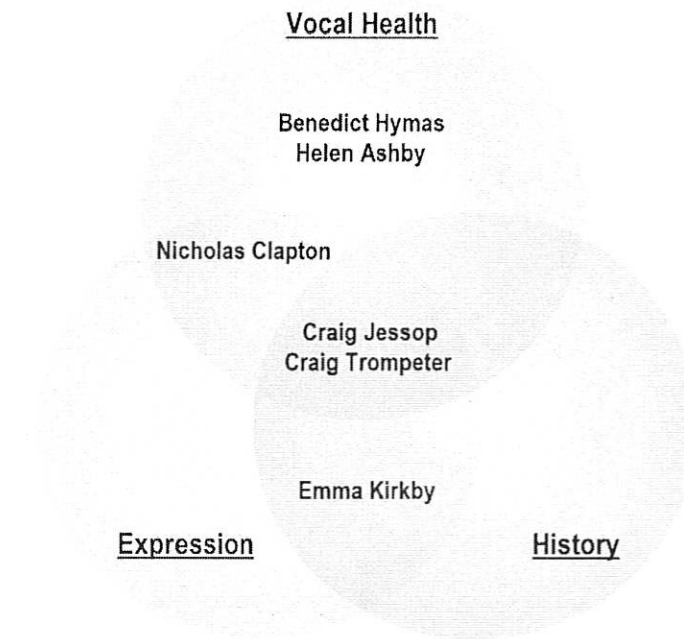 Vocal Health
Benedict Hymas
Helen Ashby
Nicholas Clapton
Craig Jessop
Craig Trompeter
Emma Kirkby
Expression
History